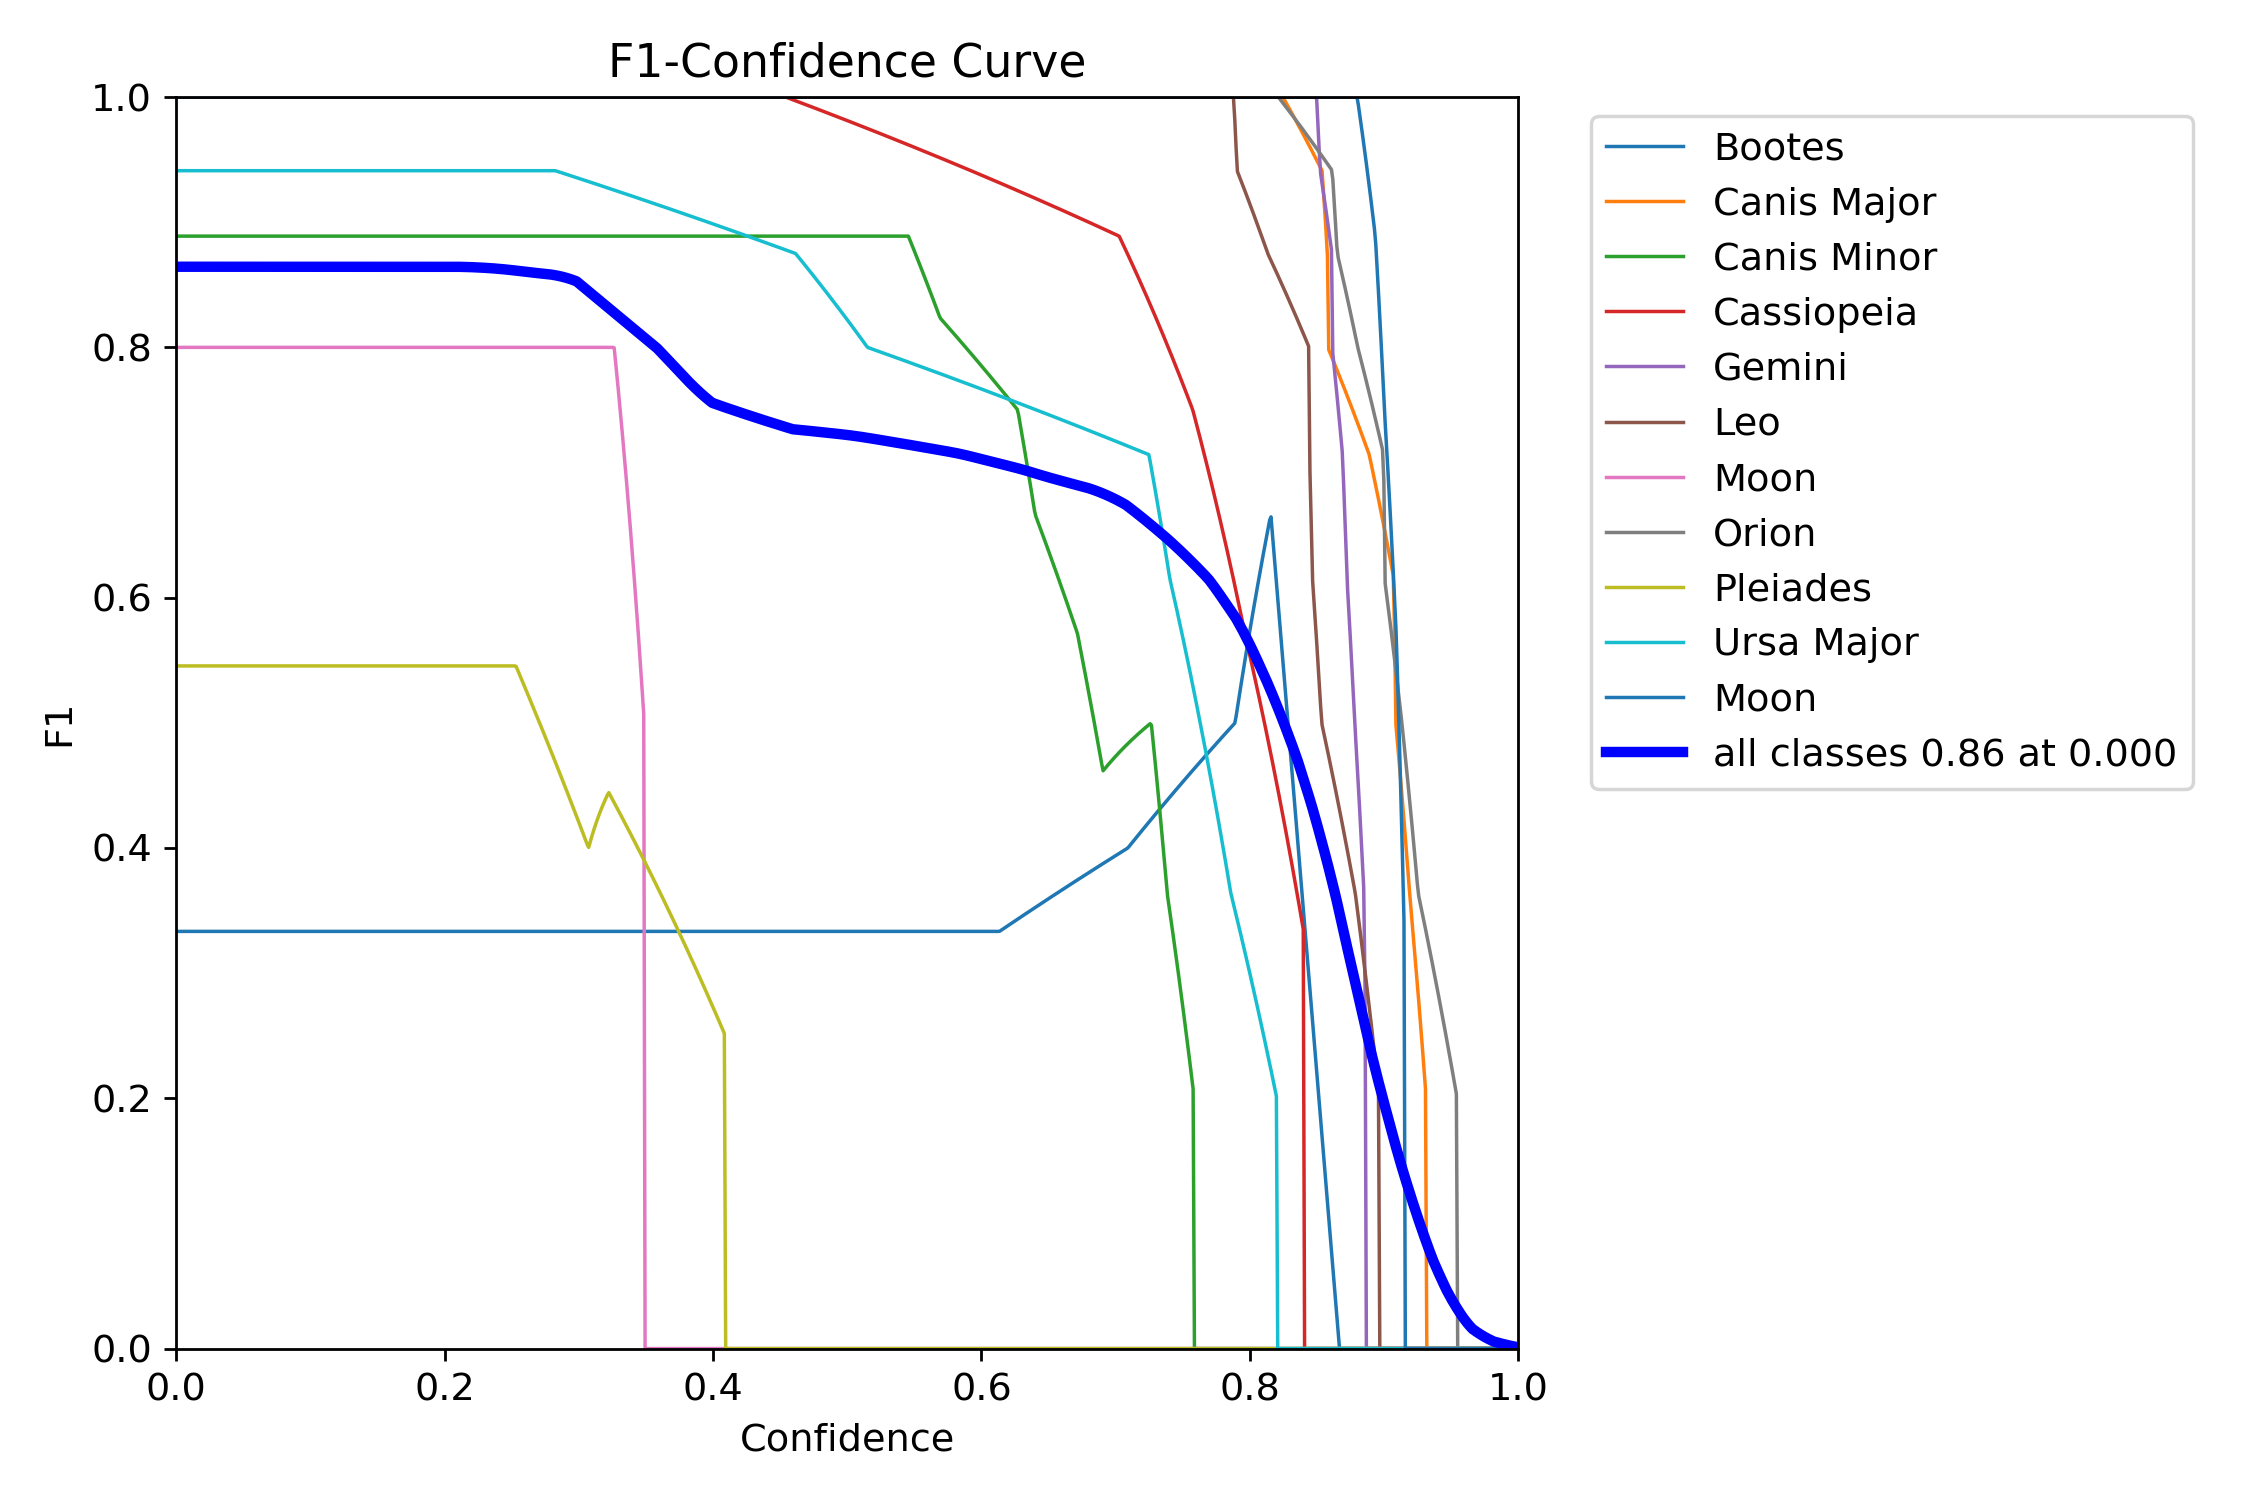 F1-Confidence Curve
1.0
0.8
0.6
0.4
0.2
0.0
F1
0.0 0.2 0.4 0.6 0.8 1.0
Confidence
Bootes
Canis Major
Canis Minor
Cassiopeia
Gemini
Leo
Moon
Orion
Pleiades
Ursa Major
Moon
all classes 0.86 at 0.000